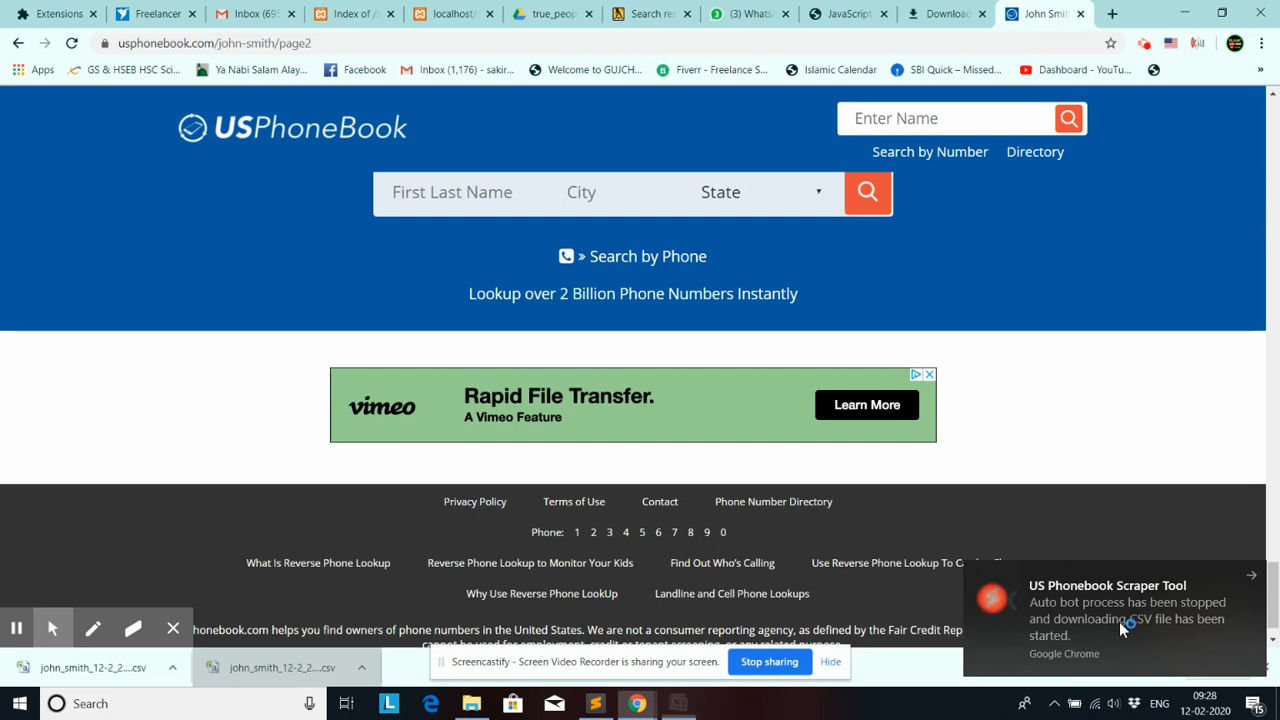 Extensions
Freelancer
Inbox (695
Index of /s
localhost/
true_peop
Search res
(3) Whats
JavaScript
Download
John Smit
usphonebook.com/john-smith/page2
Apps
GS & HSEB HSC Sci...
Ya Nabi Salam Alay...
Facebook
Inbox (1,176) - sakir...
Welcome to GUJCH...
Fiverr - Freelance S...
Islamic Calendar
SBI Quick – Missed...
Dashboard - YouTu...
»
USPhoneBook
Enter Name
Search by Number
Directory
First Last Name
City
State
» Search by Phone
Lookup over 2 Billion Phone Numbers Instantly
vimeo
Rapid File Transfer.
A Vimeo Feature
Learn More
Privacy Policy
Terms of Use
Contact
Phone Number Directory
Phone: 1 2 3 4 5 6 7 8 9 0
What Is Reverse Phone Lookup
Reverse Phone Lookup to Monitor Your Kids
Find Out Who's Calling
Use Reverse Phone Lookup To
Why Use Reverse Phone LookUp
Landline and Cell Phone Lookups
nonebook.com helps you find owners of phone numbers in the United States. We are not a consumer reporting agency, as defined by the Fair Credit Rep
US Phonebook Scraper Tool
Auto bot process has been stopped
and downloading CSV file has been
started.
Google Chrome
john_smith_12-2_2....csv
john_smith_12-2_2....csv
Screencastify - Screen Video Recorder is sharing your screen.
Stop sharing
Hide
Search
L
ENG
09:28
12-02-2020
15